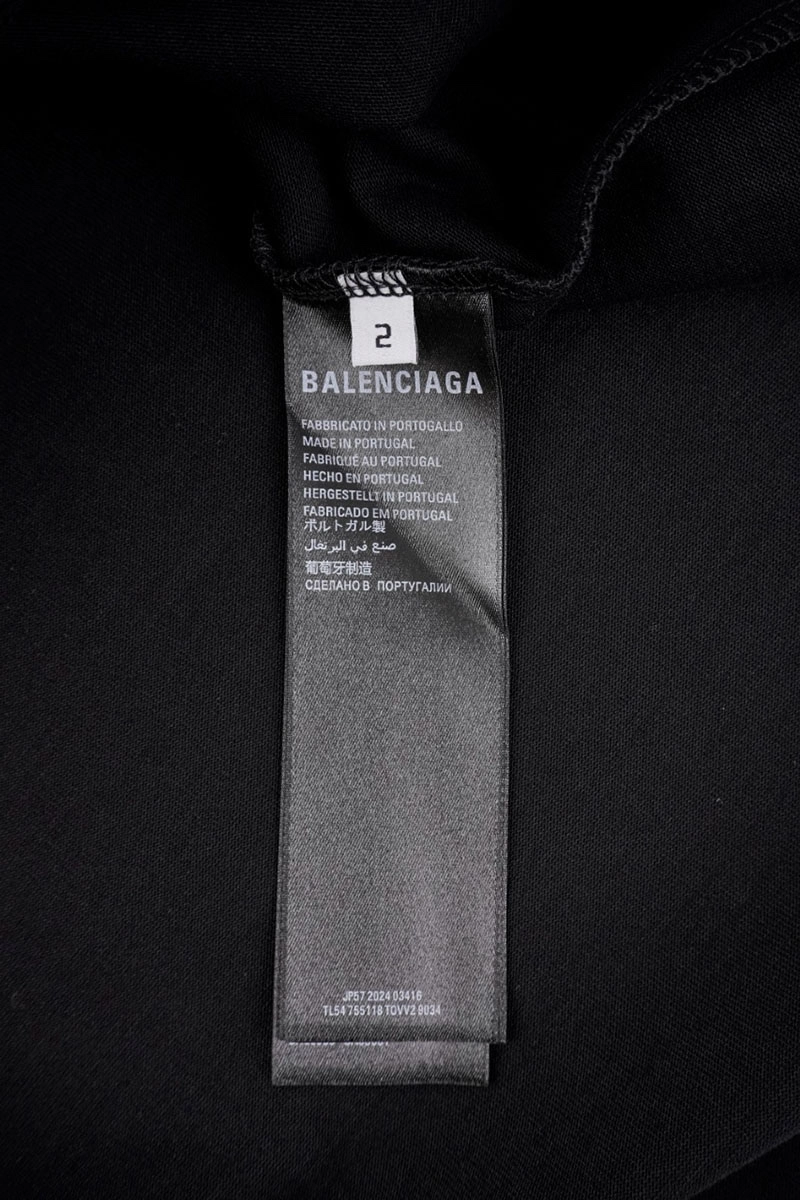 2
BALENCIAGA
FABBRICATO IN PORTOGALLO
MADE IN PORTUGAL
FABRIQUÉ AU PORTUGAL
HECHO EN PORTUGAL
HERGESTELLT IN PORTUGAL
FABRICADO EM PORTUGAL
ポルトガル製
صنع في البرتغال
葡萄牙制造
СДЕЛАНО В ПОРТУГАЛИИ
JP57 2024 03416
TL54 755118 TQVV2 9034